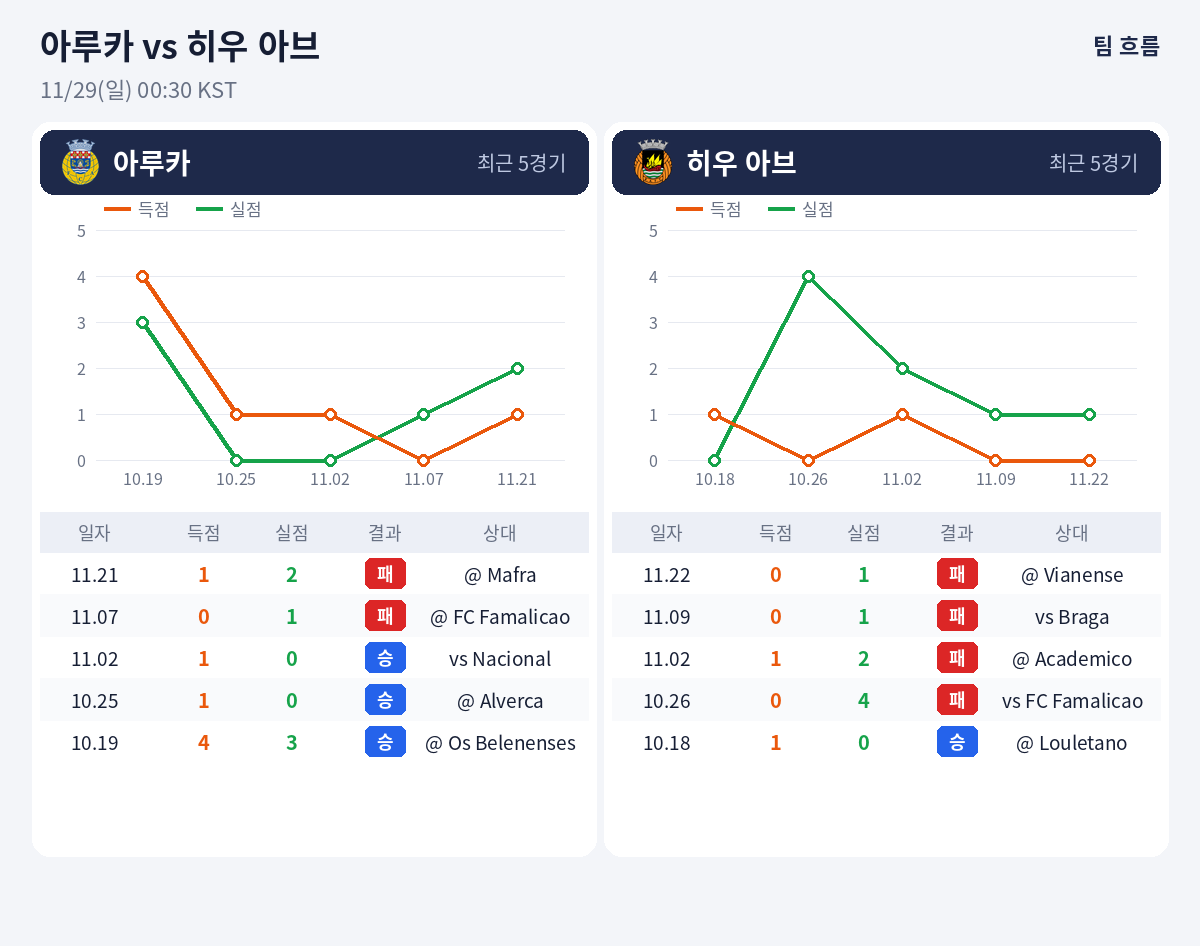 아루카 vs 히우 아브
팀 흐름
11/29(일) 00:30 KST
아루카
최근 5경기
득점
실점
5
4
3
2
1
0
10.19
10.25
11.02
11.07
11.21
일자 득점 실점 결과 상대
11.21 1 2 패 @ Mafra
11.07 0 1 패 @ FC Famalicao
11.02 1 0 승 vs Nacional
10.25 1 0 승 @ Alverca
10.19 4 3 승 @ Os Belenenses
히우 아브
최근 5경기
득점
실점
5
4
3
2
1
0
10.18
10.26
11.02
11.09
11.22
일자 득점 실점 결과 상대
11.22 0 1 패 @ Vianense
11.09 0 1 패 vs Braga
11.02 1 2 패 @ Academico
10.26 0 4 패 vs FC Famalicao
10.18 1 0 승 @ Louletano